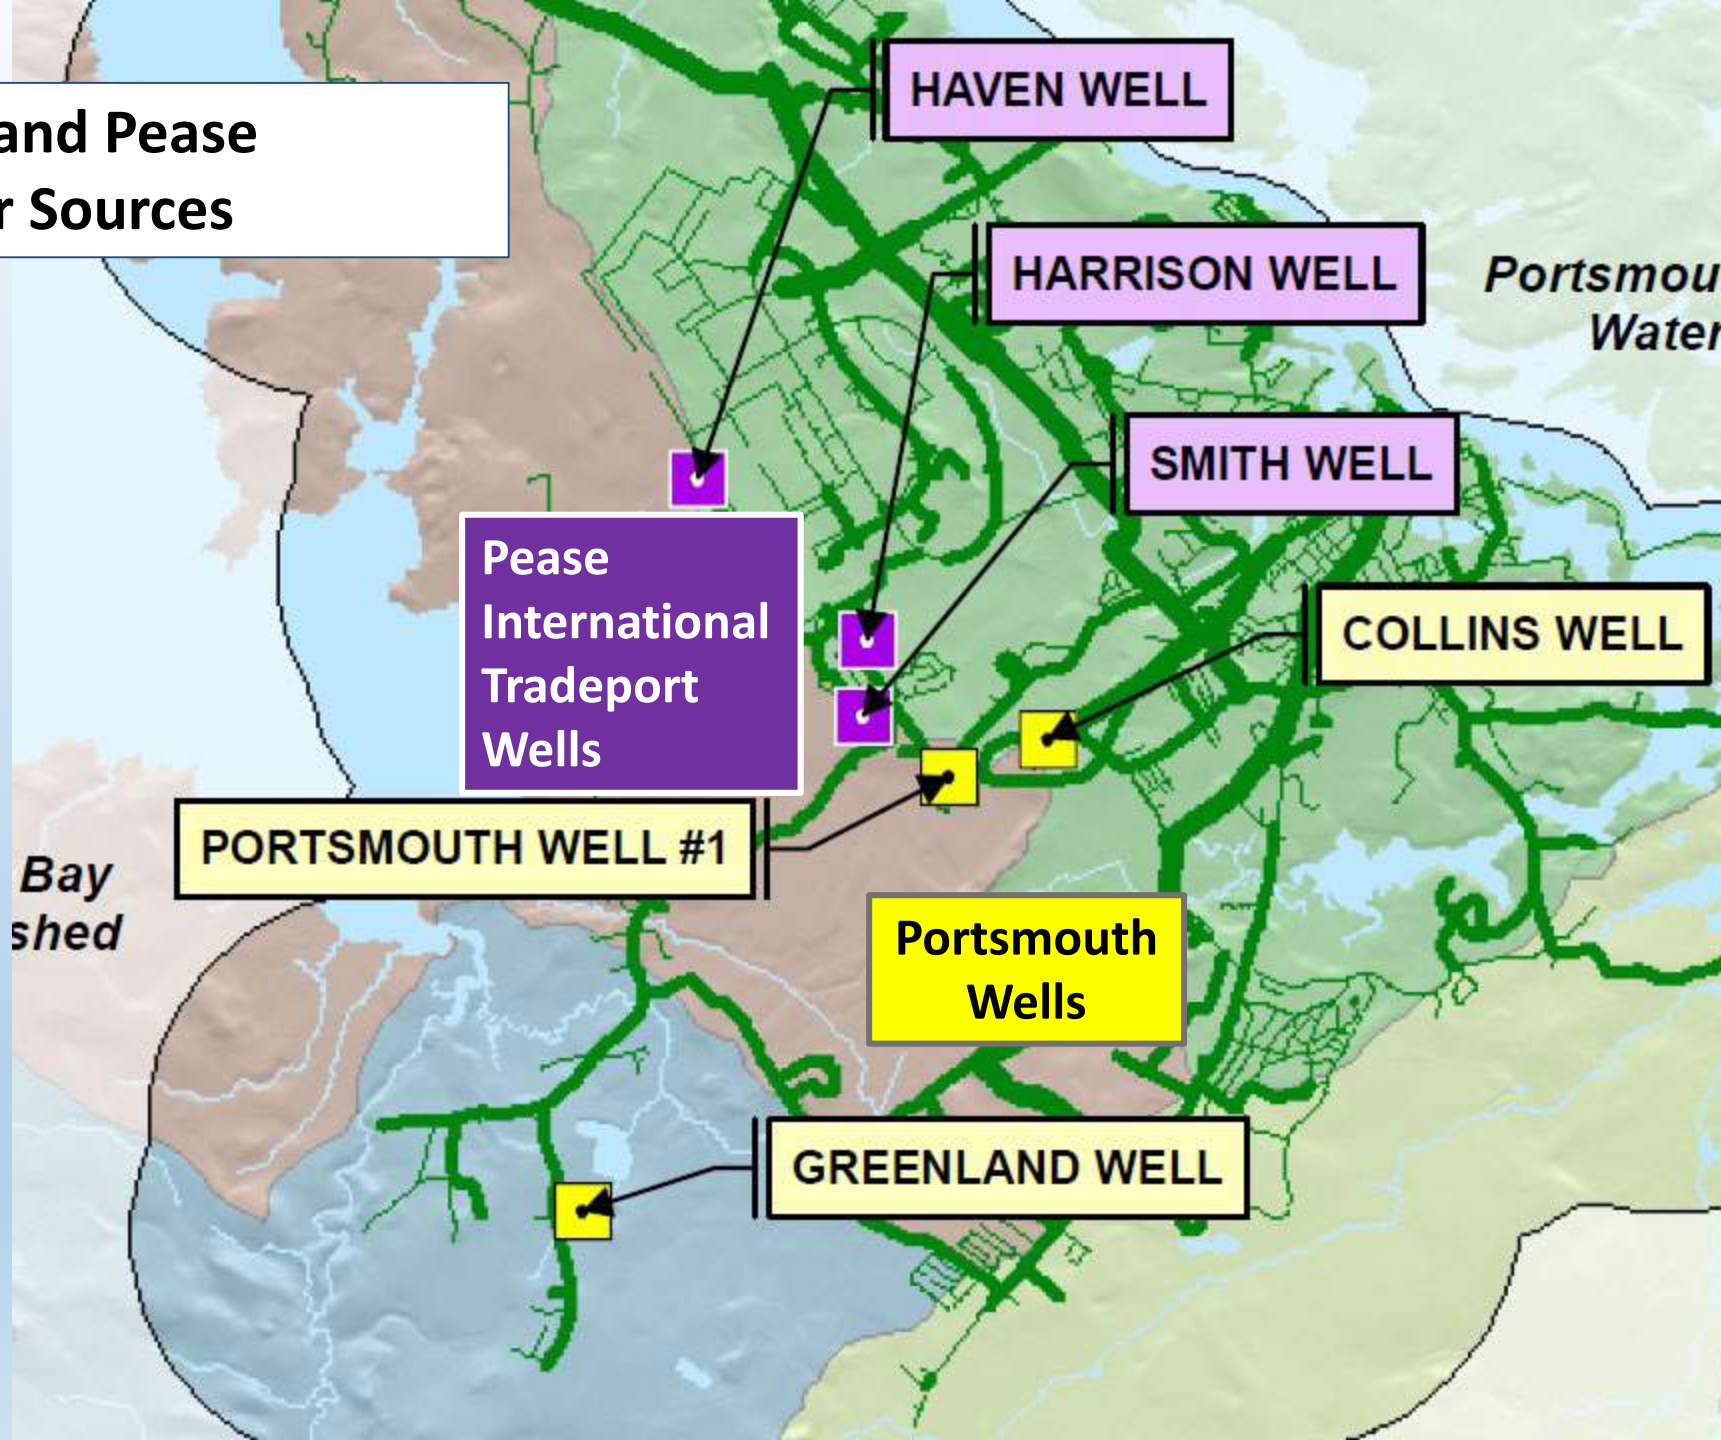 and Pease
r Sources
HAVEN WELL
HARRISON WELL
Portsmou
Water
SMITH WELL
Pease
International
Tradeport
Wells
COLLINS WELL
PORTSMOUTH WELL #1
Bay
shed
Portsmouth
Wells
GREENLAND WELL